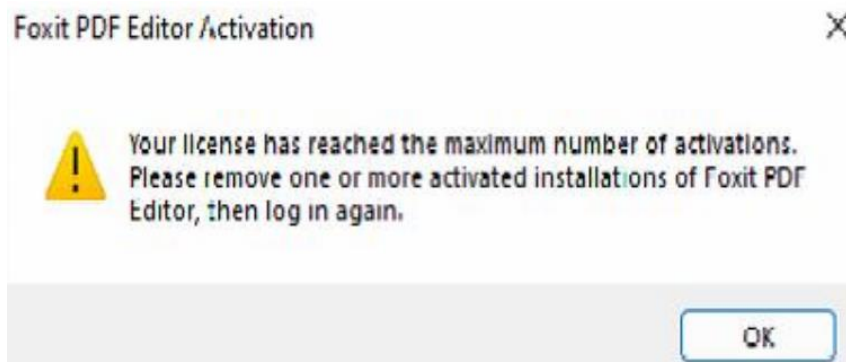 Foxit PDF Editor Activation
Your license has reached the maximum number of activations.
Please remove one or more activated installations of Foxit PDF
Editor, then log in again.
OK